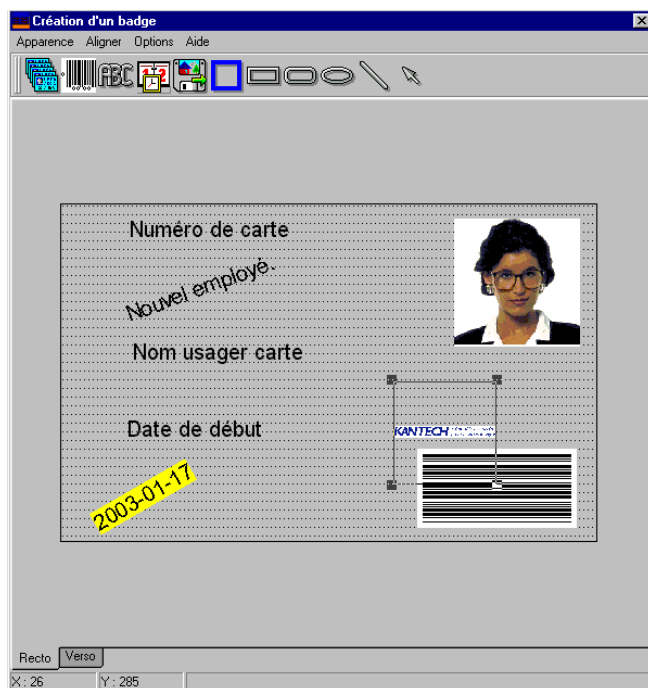 Création d'un badge
Apparence Aligner Options Aide
ABC
Numéro de carte
Nouvel employé.
Nom usager carte
Date de début
KANTECH
2003-01-17
Recto Verso
X : 26 Y : 285